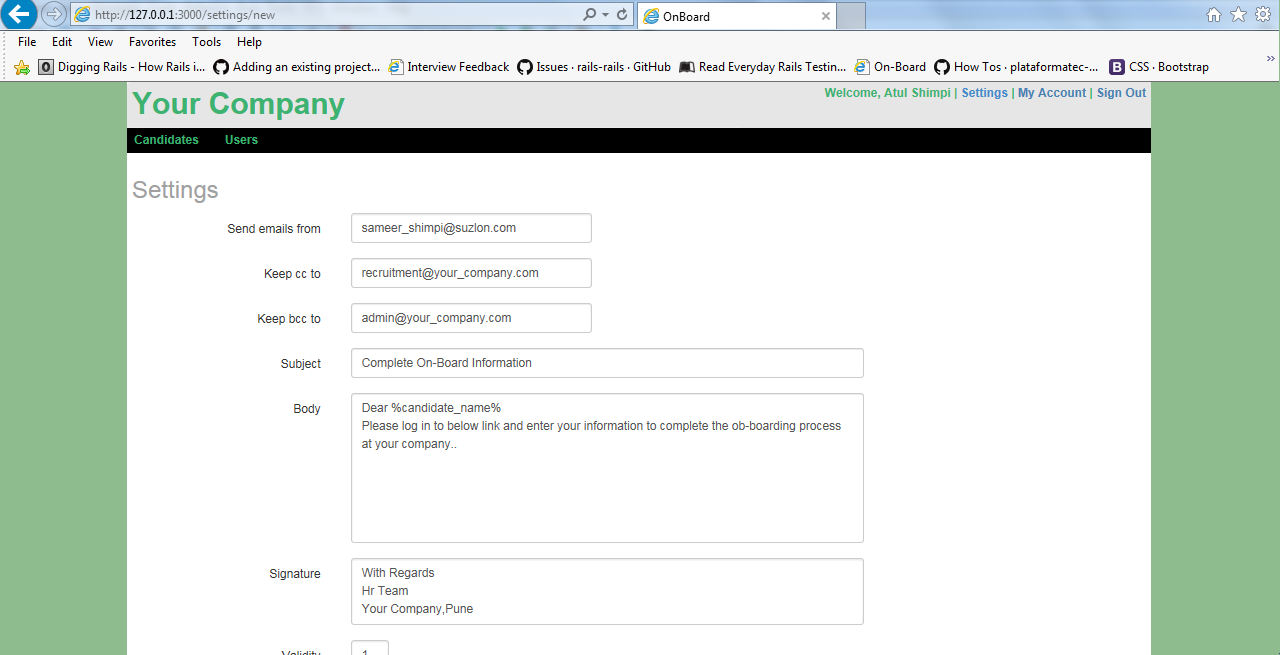 http://127.0.0.1:3000/settings/new
OnBoard
File Edit View Favorites Tools Help
Digging Rails - How Rails i... Adding an existing project... Interview Feedback Issues · rails-rails · GitHub Read Everyday Rails Testin... On-Board How Tos · plataformatec-... CSS · Bootstrap
Your Company
Welcome, Atul Shimpi | Settings | My Account | Sign Out
Candidates Users
Settings
Send emails from sameer_shimpi@suzlon.com
Keep cc to recruitment@your_company.com
Keep bcc to admin@your_company.com
Subject Complete On-Board Information
Body Dear %candidate_name%
Please log in to below link and enter your information to complete the ob-boarding process
at your company..
Signature With Regards
Hr Team
Your Company,Pune
Validity 1